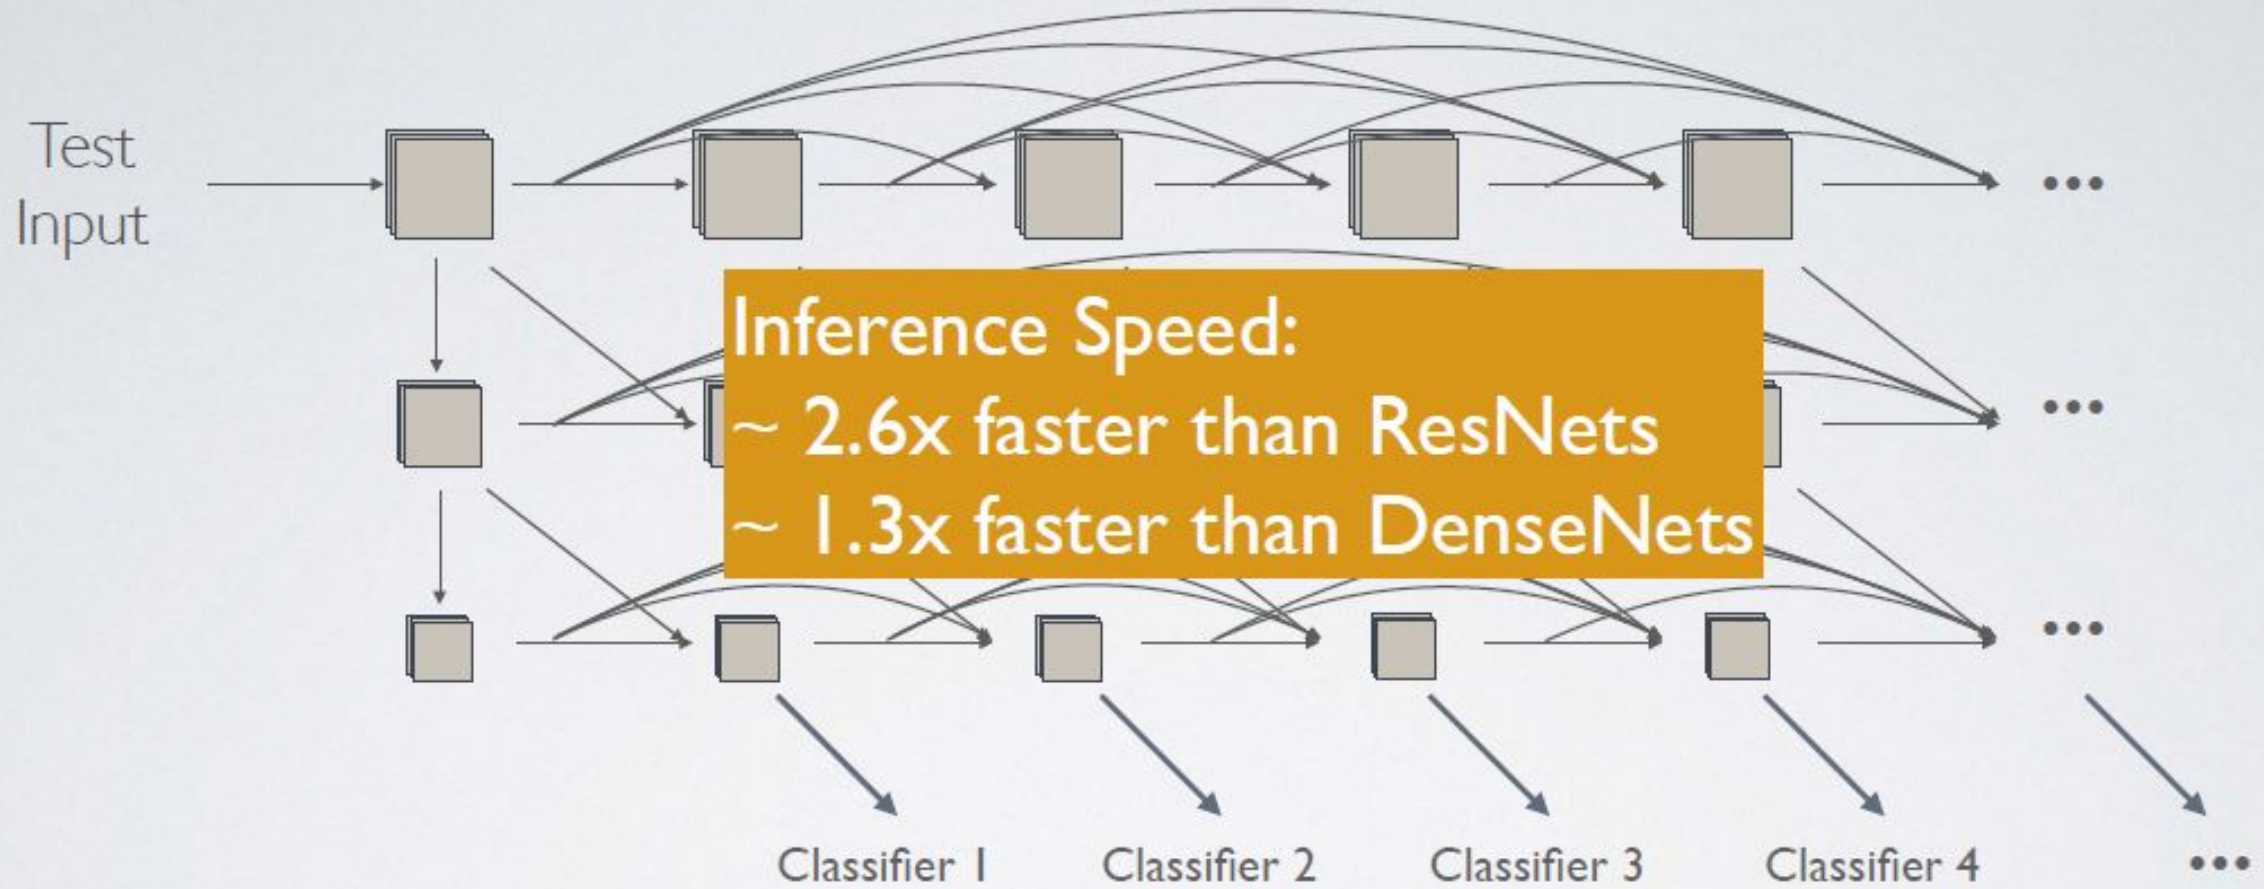 Test
Input
•••
Inference Speed:
~ 2.6x faster than ResNets
~ 1.3x faster than DenseNets
•••
•••
Classifier 1
Classifier 2
Classifier 3
Classifier 4
•••